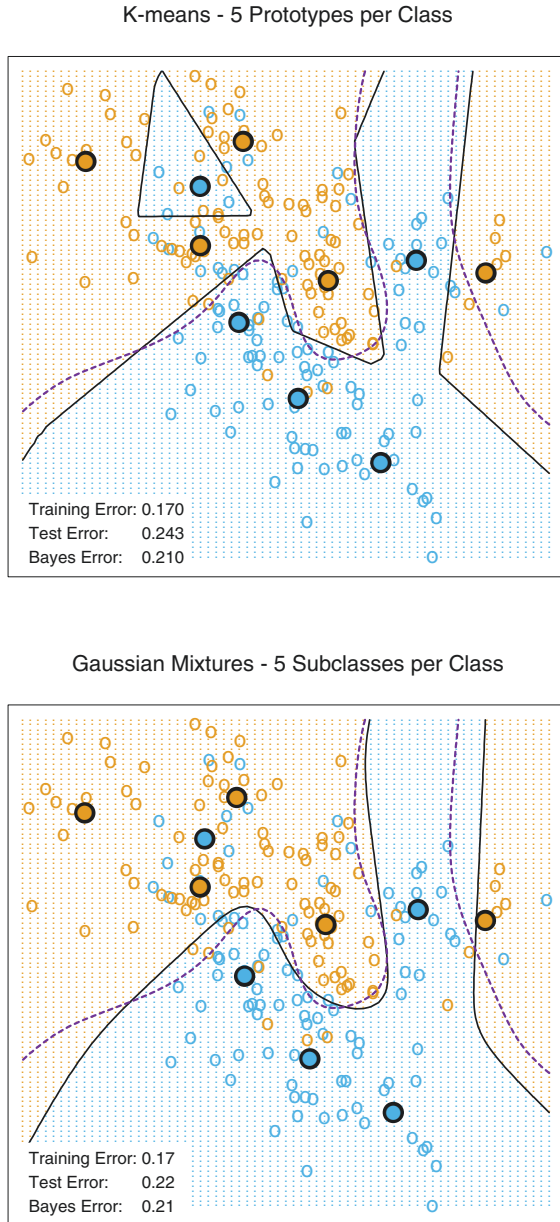 K-means - 5 Prototypes per Class
Training Error: 0.170
Test Error: 0.243
Bayes Error: 0.210
Gaussian Mixtures - 5 Subclasses per Class
Training Error: 0.17
Test Error: 0.22
Bayes Error: 0.21